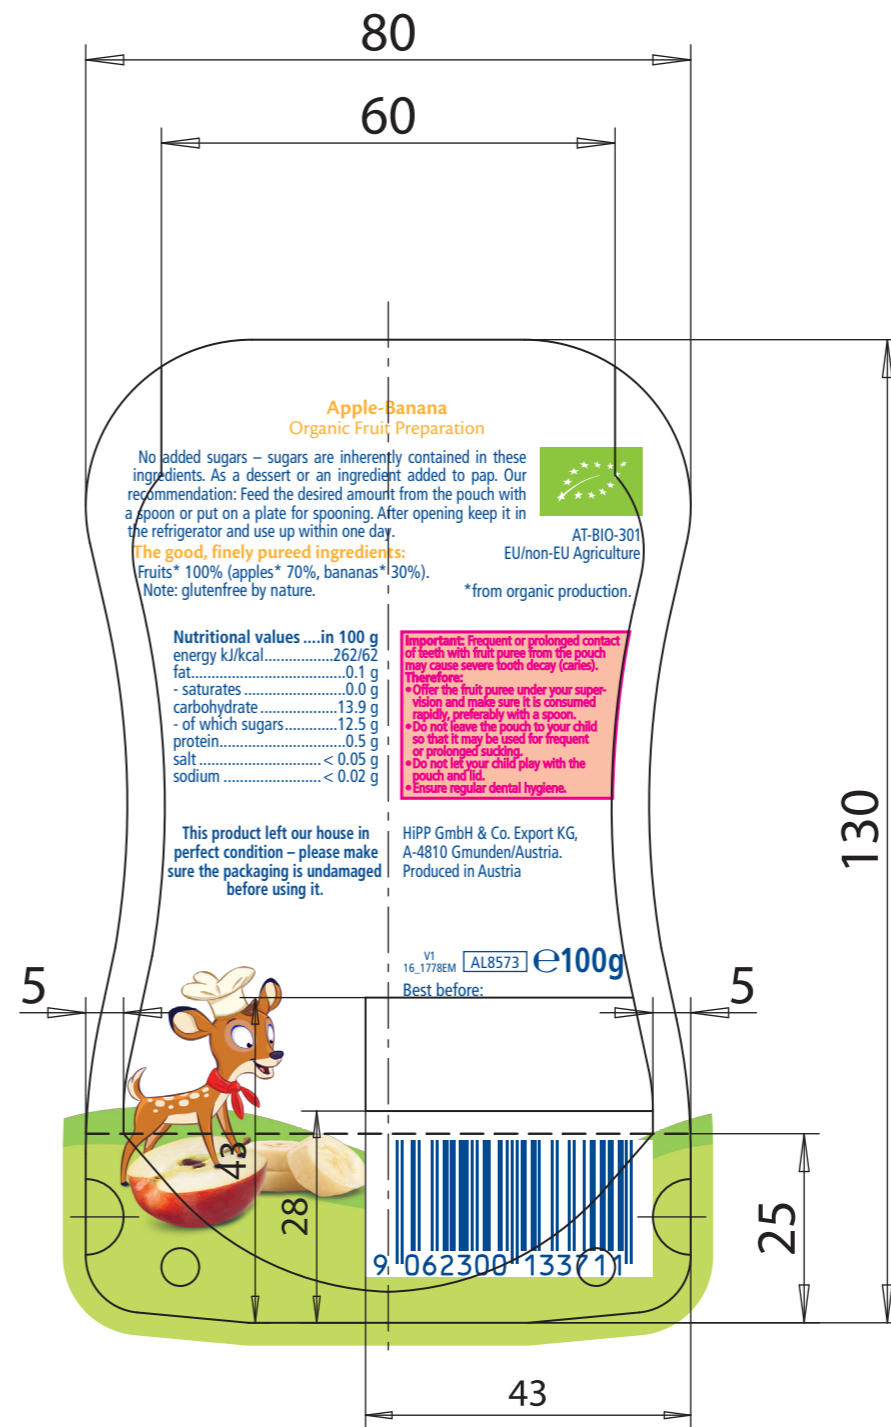 80
60
Apple-Banana
Organic Fruit Preparation
No added sugars – sugars are inherently contained in these
ingredients. As a dessert or an ingredient added to pap. Our
recommendation: Feed the desired amount from the pouch with
a spoon or put on a plate for spooning. After opening keep it in
the refrigerator and use up within one day.
The good, finely pureed ingredients:
Fruits* 100% (apples* 70%, bananas* 30%).
Note: glutenfree by nature.
AT-BIO-301
EU/non-EU Agriculture
*from organic production.
Nutritional values ....in 100 g
energy kJ/kcal.................262/62
fat......................................0.1 g
- saturates .........................0.0 g
carbohydrate ...................13.9 g
- of which sugars.............12.5 g
protein...............................0.5 g
salt ..............................< 0.05 g
sodium ........................< 0.02 g
Important: Frequent or prolonged contact
of teeth with fruit puree from the pouch
may cause severe tooth decay (caries).
Therefore:
• Offer the fruit puree under your super-
vision and make sure it is consumed
rapidly, preferably with a spoon.
• Do not leave the pouch to your child
so that it may be used for frequent
or prolonged sucking.
• Do not let your child play with the
pouch and lid.
• Ensure regular dental hygiene.
This product left our house in
perfect condition – please make
sure the packaging is undamaged
before using it.
HiPP GmbH & Co. Export KG,
A-4810 Gmunden/Austria.
Produced in Austria
V1
16_1778EM
AL8573
℮100g
Best before:
5
5
130
43
28
25
9 062300 133711
43